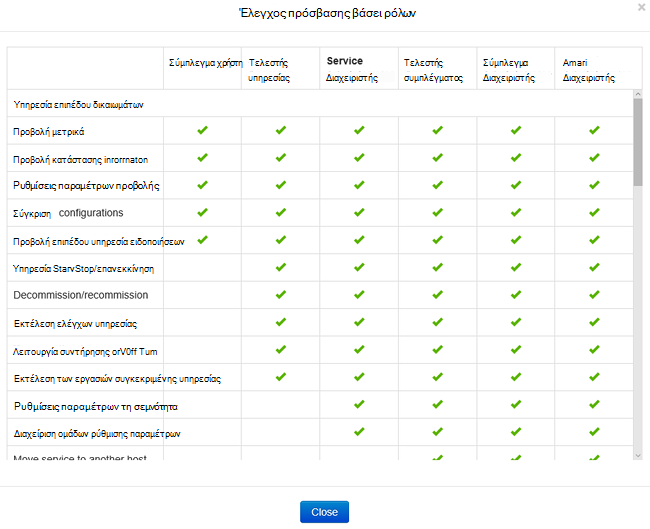 Έλεγχος πρόσβασης βάσει ρόλων
Σύμπλεγμα χρήστη Τελεστής υπηρεσίας Service Διαχειριστής Τελεστής συμπλέγματος Σύμπλεγμα Διαχειριστής Amari Διαχειριστής
Υπηρεσία επιπέδου δικαιωμάτων
Προβολή μετρικά
Προβολή κατάστασης inrorrnaton
Ρυθμίσεις παραμέτρων προβολής
Σύγκριση configurations
Προβολή επιπέδου υπηρεσία ειδοποιήσεων
Υπηρεσία StarvStop/επανεκκίνηση
Decommission/recommission
Εκτέλεση ελέγχων υπηρεσίας
Λειτουργία συντήρησης orV0ff Tum
Εκτέλεση των εργασιών συγκεκριμένης υπηρεσίας
Ρυθμίσεις παραμέτρων τη σεμνότητα
Διαχείριση ομάδων ρύθμισης παραμέτρων
Move service to another host
Close